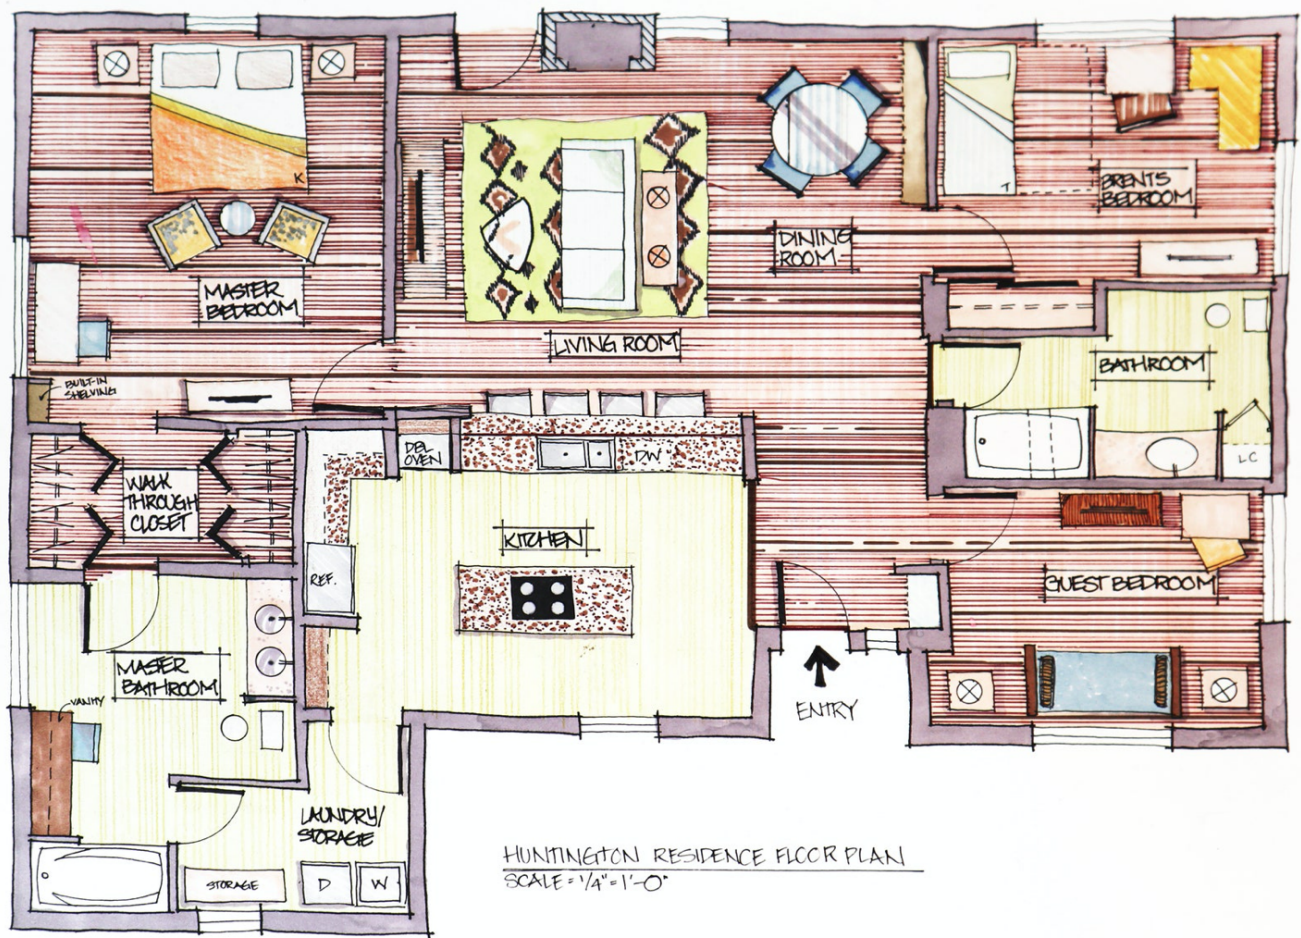 K
T
BRENTS
BEDROOM
DINING
ROOM
MASTER
BEDROOM
LIVING ROOM
BATHROOM
BUILT-IN
SHELVING
DBL
OVEN
DW
LC
WALK
THROUGH
CLOSET
KITCHEN
REF.
GUEST BEDROOM
MASTER
BATHROOM
VANITY
ENTRY
LAUNDRY/
STORAGE
STORAGE
D
W
HUNTINGTON RESIDENCE FLOOR PLAN
SCALE = 1/4" = 1'-0"